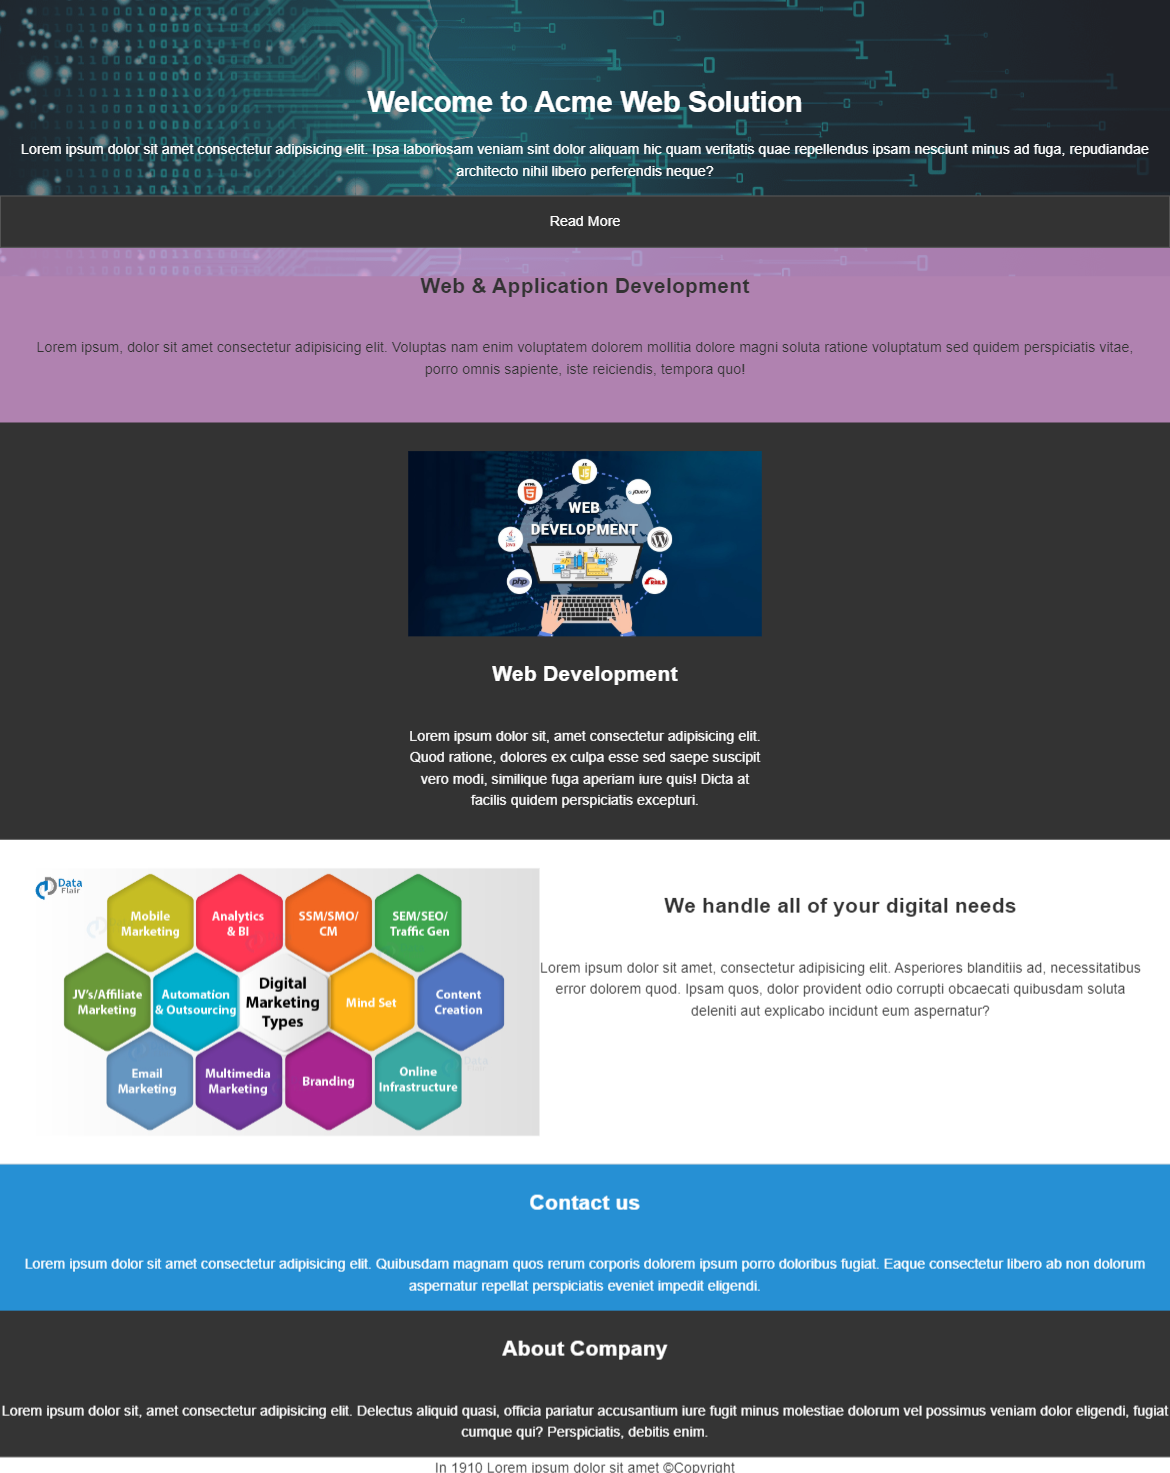 Welcome to Acme Web Solution
Lorem ipsum dolor sit amet consectetur adipisicing elit. Ipsa laboriosam veniam sint dolor aliquam hic quam veritatis quae repellendus ipsam nesciunt minus ad fuga, repudiandae
architecto nihil libero perferendis neque?
Read More
Web & Application Development
Lorem ipsum, dolor sit amet consectetur adipisicing elit. Voluptas nam enim voluptatem dolorem mollitia dolore magni soluta ratione voluptatum sed quidem perspiciatis vitae,
porro omnis sapiente, iste reiciendis, tempora quo!
JS
HTML
5
jQuery
WEB
DEVELOPMENT
Java
W
php
RAILS
Web Development
Lorem ipsum dolor sit, amet consectetur adipisicing elit.
Quod ratione, dolores ex culpa esse sed saepe suscipit
vero modi, similique fuga aperiam iure quis! Dicta at
facilis quidem perspiciatis excepturi.
Data
Flair
Mobile
Marketing
Analytics
& BI
SSM/SMO/
CM
SEM/SEO/
Traffic Gen
JV's/Affiliate
Marketing
Automation
& Outsourcing
Digital
Marketing
Types
Mind Set
Content
Creation
Email
Marketing
Multimedia
Marketing
Branding
Online
Infrastructure
We handle all of your digital needs
Lorem ipsum dolor sit amet, consectetur adipisicing elit. Asperiores blanditiis ad, necessitatibus
error dolorem quod. Ipsam quos, dolor provident odio corrupti obcaecati quibusdam soluta
deleniti aut explicabo incidunt eum aspernatur?
Contact us
Lorem ipsum dolor sit amet consectetur adipisicing elit. Quibusdam magnam quos rerum corporis dolorem ipsum porro doloribus fugiat. Eaque consectetur libero ab non dolorum
aspernatur repellat perspiciatis eveniet impedit eligendi.
About Company
Lorem ipsum dolor sit, amet consectetur adipisicing elit. Delectus aliquid quasi, officia pariatur accusantium iure fugit minus molestiae dolorum vel possimus veniam dolor eligendi, fugiat
cumque qui? Perspiciatis, debitis enim.
In 1910 Lorem ipsum dolor sit amet ©Copyright